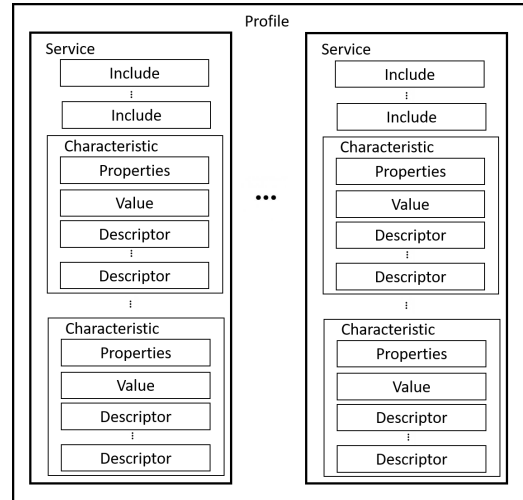 Profile
Service
Include
⋮
Include
Characteristic
Properties
Value
Descriptor
⋮
Descriptor
⋮
Characteristic
Properties
Value
Descriptor
⋮
Descriptor
...
Service
Include
⋮
Include
Characteristic
Properties
Value
Descriptor
⋮
Descriptor
⋮
Characteristic
Properties
Value
Descriptor
⋮
Descriptor